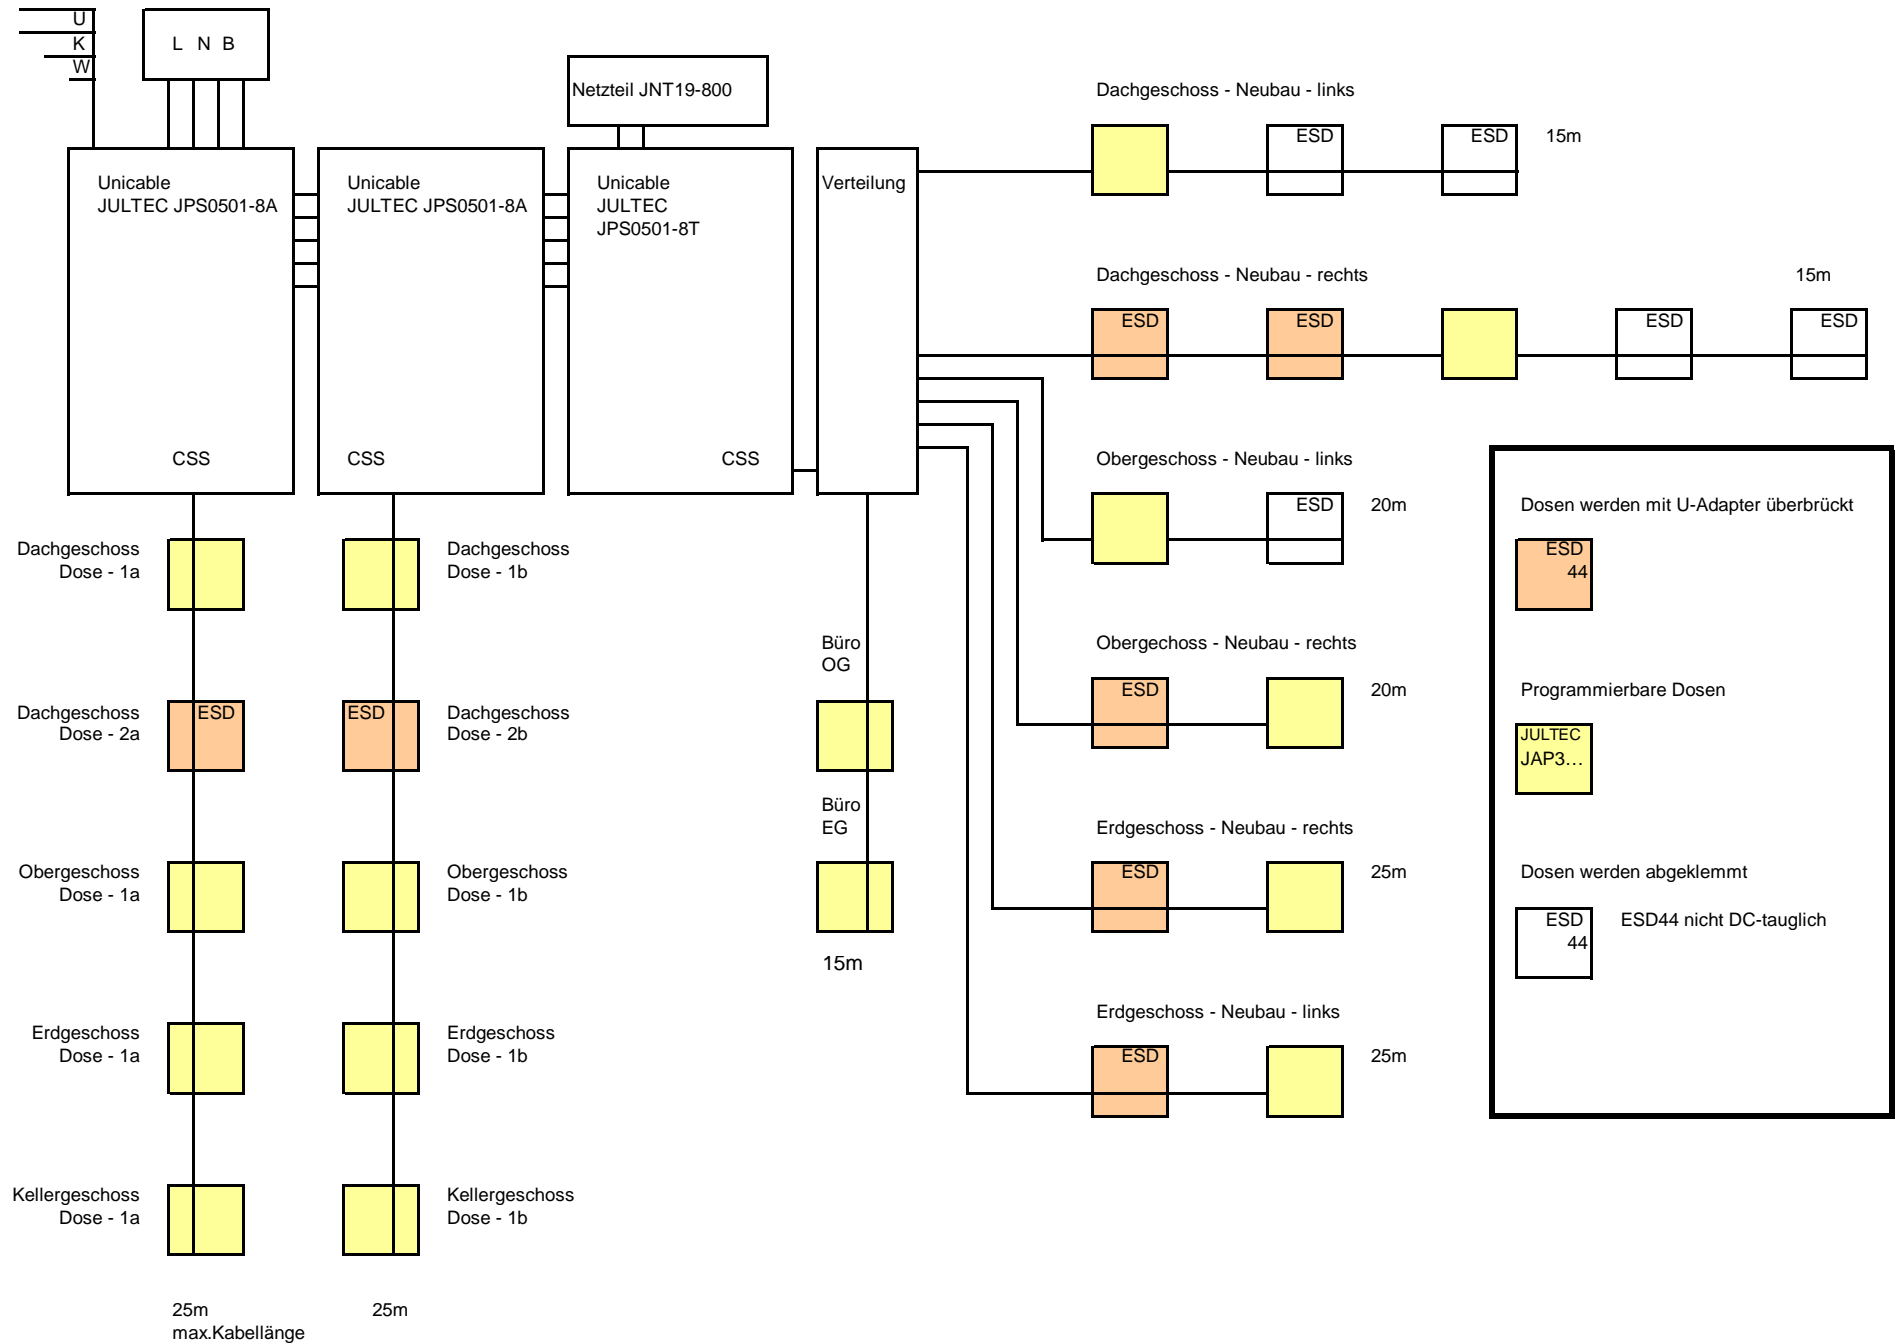 U
K
W
L N B
Netzteil JNT19-800
Unicable
JULTEC JPS0501-8A
CSS
Unicable
JULTEC JPS0501-8A
CSS
Unicable
JULTEC
JPS0501-8T
CSS
Verteilung
Dachgeschoss - Neubau - links
ESD
ESD
15m
Dachgeschoss - Neubau - rechts
15m
ESD
ESD
ESD
ESD
Obergeschoss - Neubau - links
ESD
20m
Obergechoss - Neubau - rechts
ESD
20m
Erdgeschoss - Neubau - rechts
ESD
25m
Erdgeschoss - Neubau - links
ESD
25m
Dachgeschoss
Dose - 1a
Dachgeschoss
Dose - 1b
Dachgeschoss
Dose - 2a
ESD
ESD
Dachgeschoss
Dose - 2b
Obergeschoss
Dose - 1a
Obergeschoss
Dose - 1b
Erdgeschoss
Dose - 1a
Erdgeschoss
Dose - 1b
Kellergeschoss
Dose - 1a
Kellergeschoss
Dose - 1b
25m
max.Kabellänge
25m
Büro
OG
Büro
EG
15m
Dosen werden mit U-Adapter überbrückt
ESD
44
Programmierbare Dosen
JULTEC
JAP3…
Dosen werden abgeklemmt
ESD
44
ESD44 nicht DC-tauglich